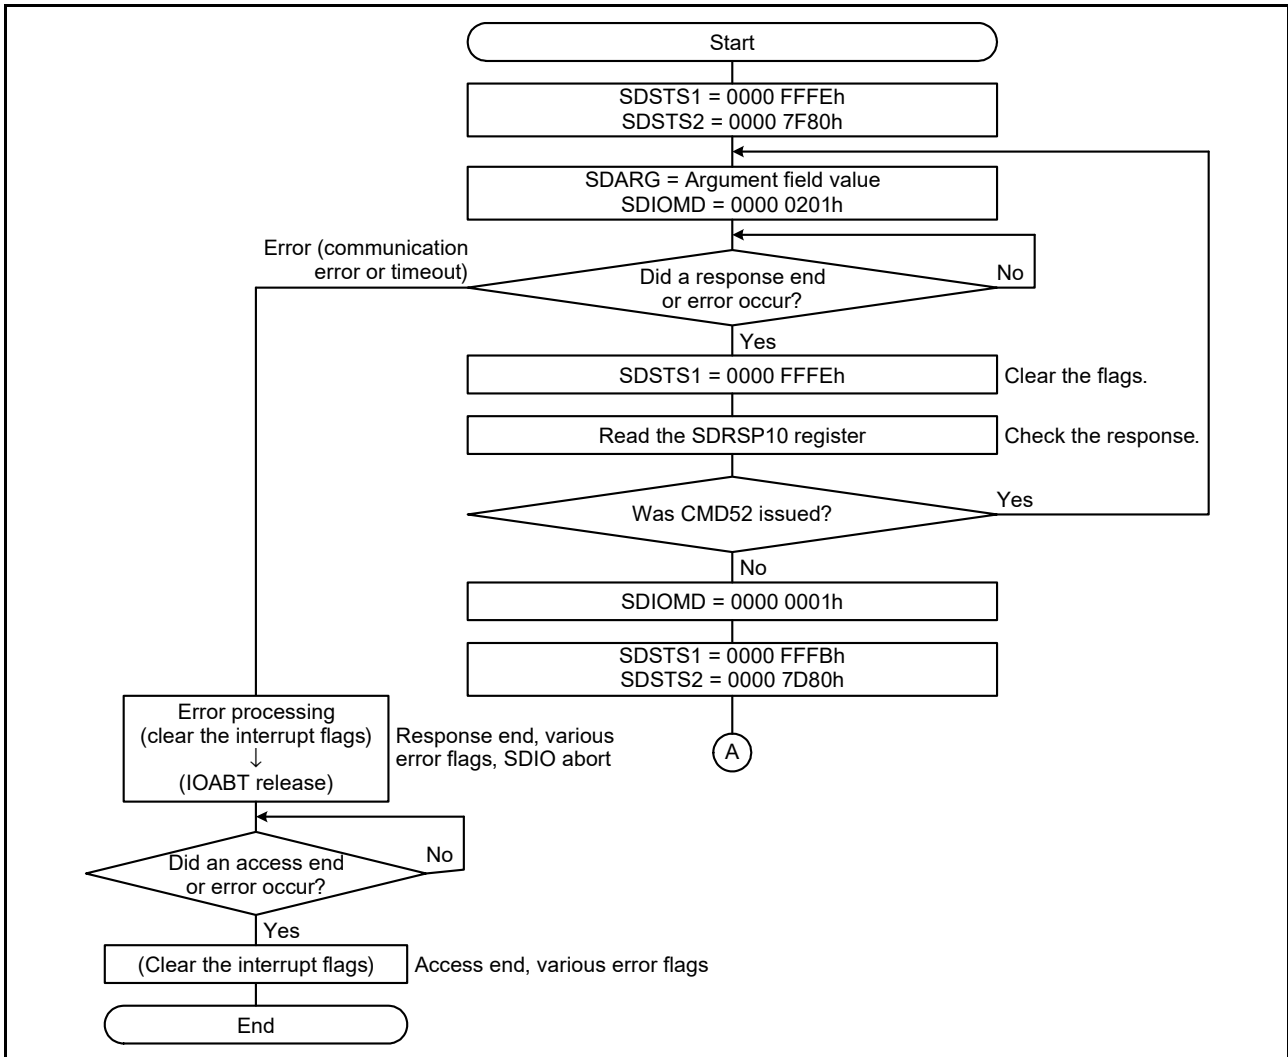 Start
SDSTS1 = 0000 FFFEh
SDSTS2 = 0000 7F80h
SDARG = Argument field value
SDIOMD = 0000 0201h
Error (communication
error or timeout)
Did a response end
or error occur?
No
Yes
SDSTS1 = 0000 FFFEh
Clear the flags.
Read the SDRSP10 register
Check the response.
Was CMD52 issued?
Yes
No
SDIOMD = 0000 0001h
SDSTS1 = 0000 FFFBh
SDSTS2 = 0000 7D80h
A
Error processing
(clear the interrupt flags)
↓
(IOABT release)
Response end, various
error flags, SDIO abort
Did an access end
or error occur?
No
Yes
(Clear the interrupt flags)
Access end, various error flags
End